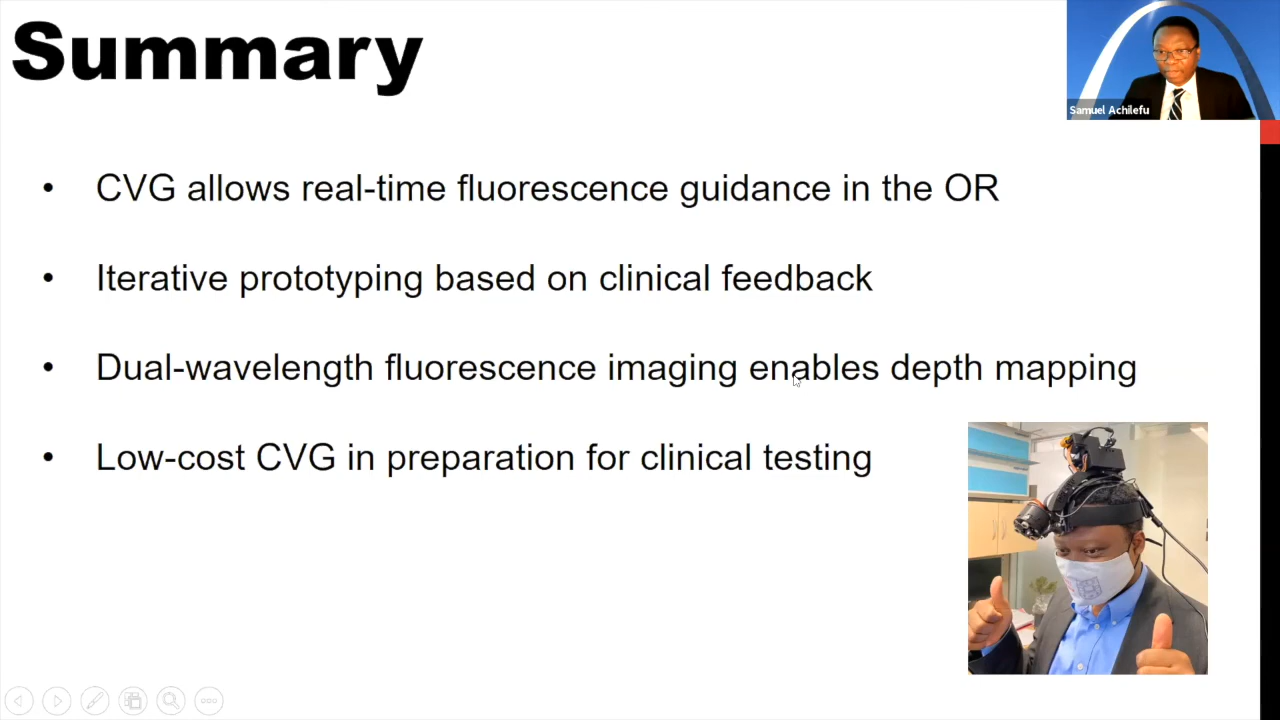 Summary
Samuel Achilefu
• CVG allows real-time fluorescence guidance in the OR
• Iterative prototyping based on clinical feedback
• Dual-wavelength fluorescence imaging enables depth mapping
• Low-cost CVG in preparation for clinical testing